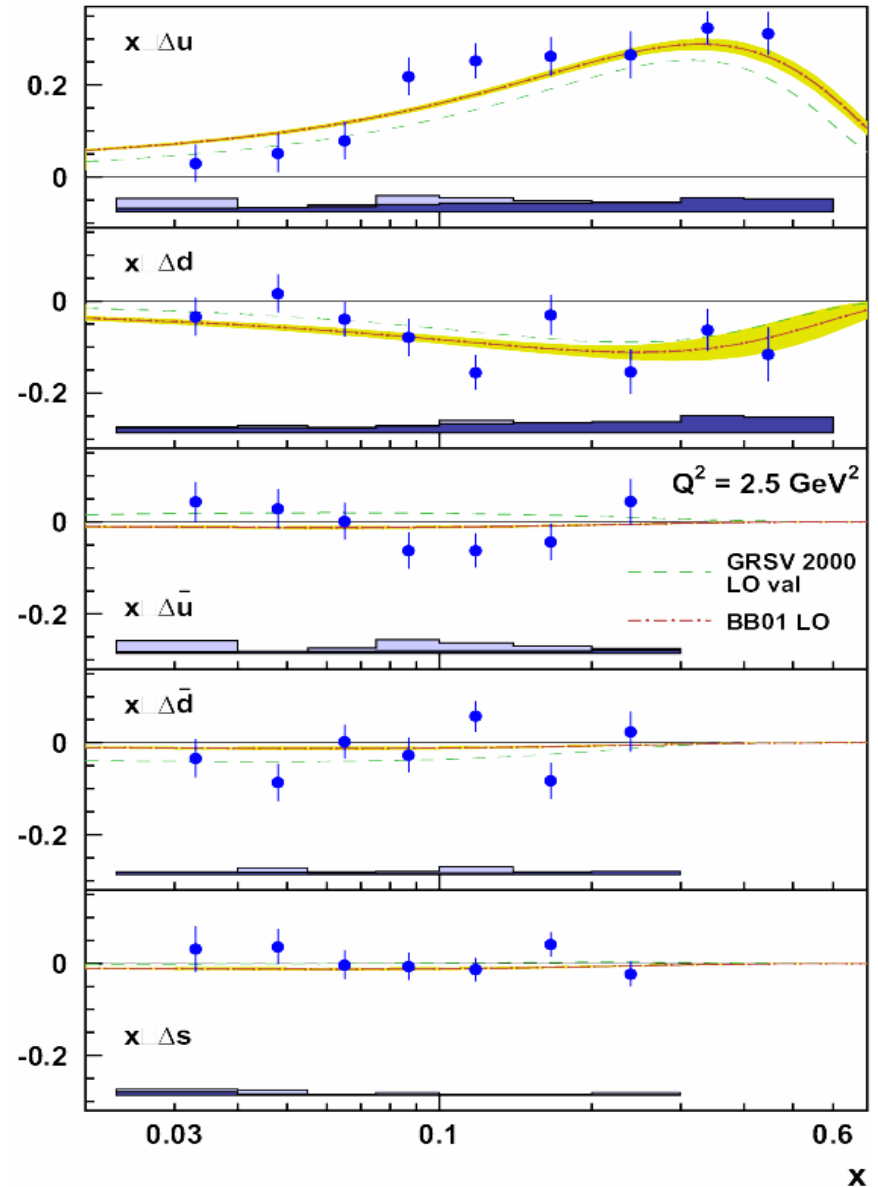 x□Δu
0.2
0
x□Δd
0
-0.2
Q² = 2.5 GeV²
0
GRSV 2000
LO val
BB01 LO
-0.2
x□Δū
x□Δd̄
0
-0.2
0
x□Δs
-0.2
0.03
0.1
0.6
x